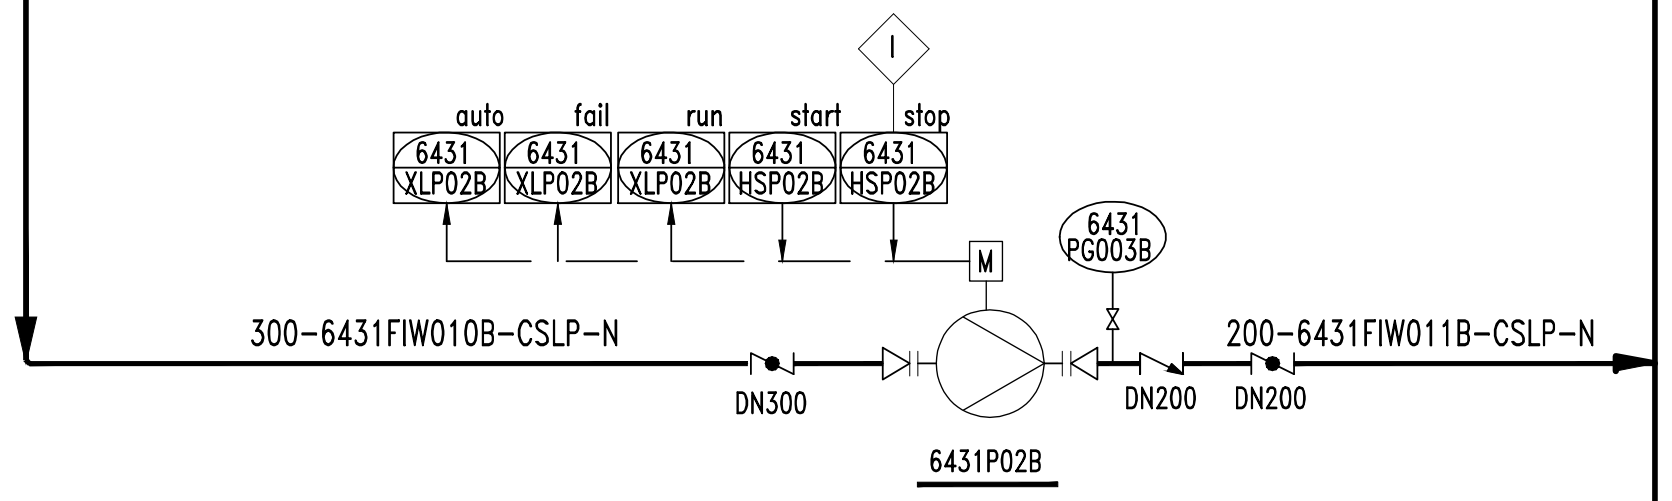 I
auto fail run start stop
6431 6431 6431 6431 6431
XLP02B XLP02B XLP02B HSP02B HSP02B
6431
PG003B
M
300-6431FIW010B-CSLP-N
200-6431FIW011B-CSLP-N
DN300
DN200 DN200
6431P02B